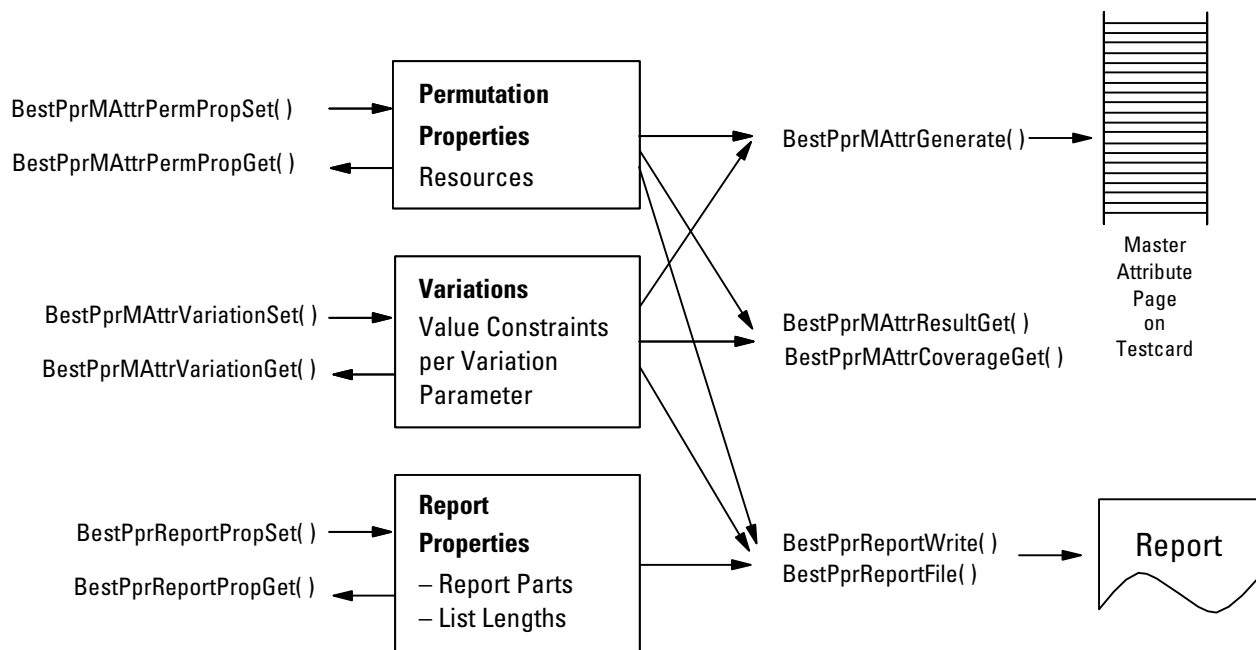 BestPprMAttrPermPropSet( )
BestPprMAttrPermPropGet( )
Permutation
Properties
Resources
BestPprMAttrGenerate( )
Master
Attribute
Page
on
Testcard
BestPprMAttrVariationSet( )
BestPprMAttrVariationGet( )
Variations
Value Constraints
per Variation
Parameter
BestPprMAttrResultGet( )
BestPprMAttrCoverageGet( )
BestPprReportPropSet( )
BestPprReportPropGet( )
Report
Properties
– Report Parts
– List Lengths
BestPprReportWrite( )
BestPprReportFile( )
Report